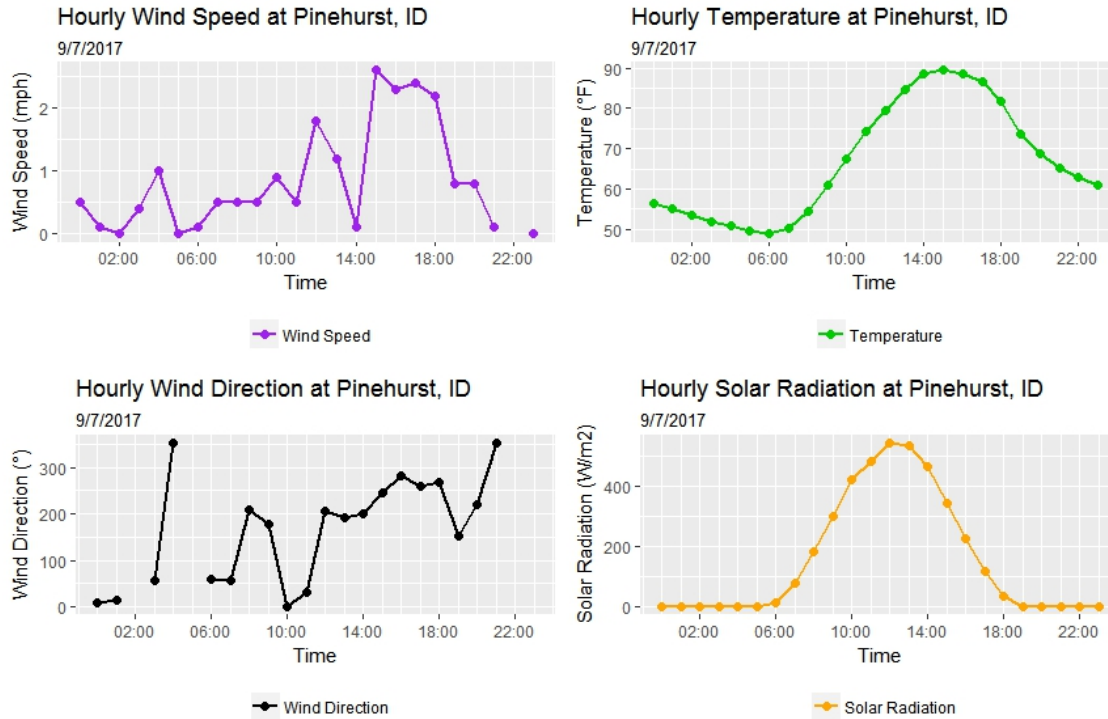 Hourly Wind Speed at Pinehurst, ID
9/7/2017
Wind Speed (mph)
2
1
0
02:00 06:00 10:00 14:00 18:00 22:00
Time
Wind Speed
Hourly Temperature at Pinehurst, ID
9/7/2017
Temperature (°F)
90
80
70
60
50
02:00 06:00 10:00 14:00 18:00 22:00
Time
Temperature
Hourly Wind Direction at Pinehurst, ID
9/7/2017
Wind Direction (°)
300
200
100
0
02:00 06:00 10:00 14:00 18:00 22:00
Time
Wind Direction
Hourly Solar Radiation at Pinehurst, ID
9/7/2017
Solar Radiation (W/m2)
400
200
0
02:00 06:00 10:00 14:00 18:00 22:00
Time
Solar Radiation